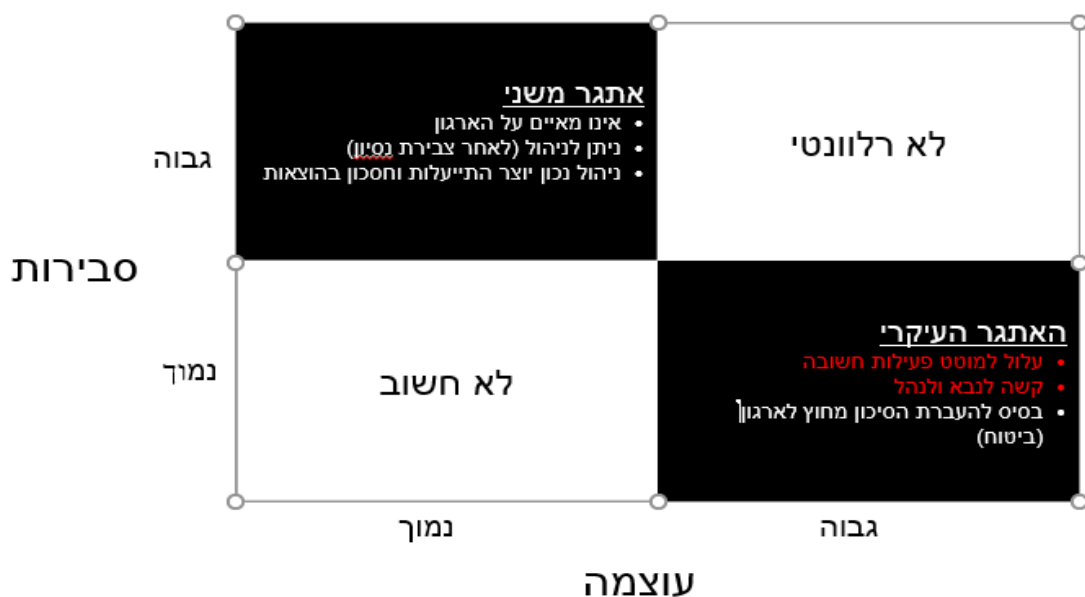 אתגר משני
• אינו מאיים על הארגון
• ניתן לניהול (לאחר צבירת נסיון)
• ניהול נכון יוצר התייעלות וחסכון בהוצאות
לא רלוונטי
גבוה
סבירות
נמוך
לא חשוב
האתגר העיקרי
• עלול למוטט פעילות חשובה
• קשה לנבא ולנהל
• בסיס להעברת הסיכון מחוץ לארגון
(ביטוח)
גבוה
נמוך
עוצמה